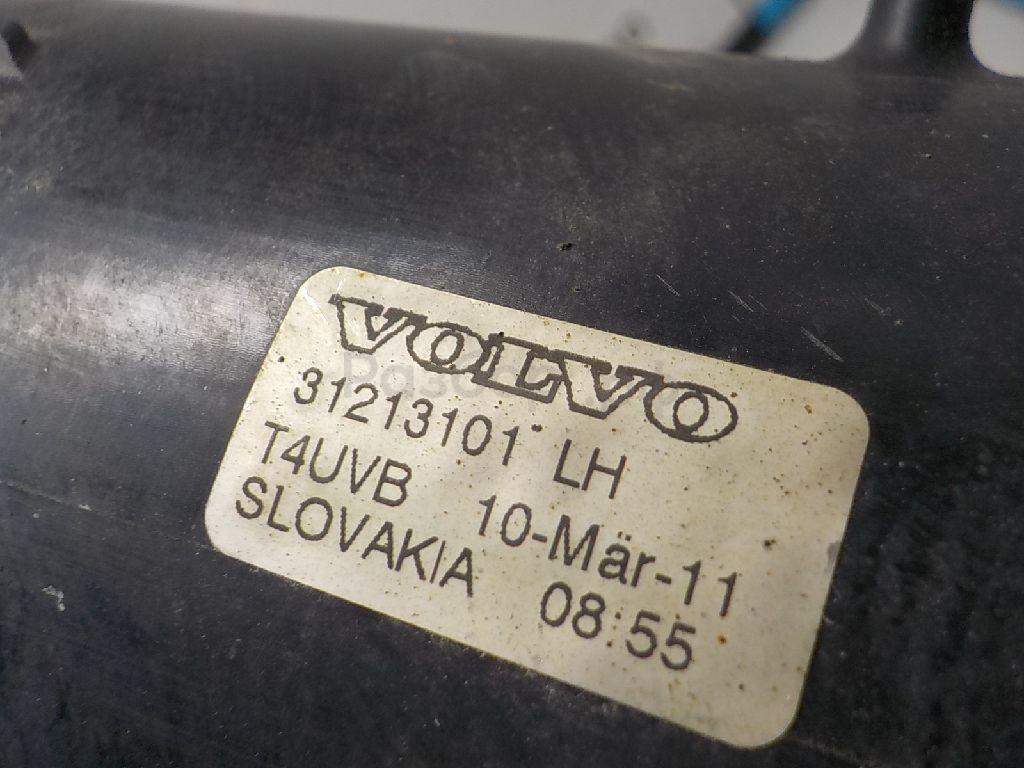 VOLVO
31213101 LH
T4UVB 10-Mär-11
SLOVAKIA 08:55